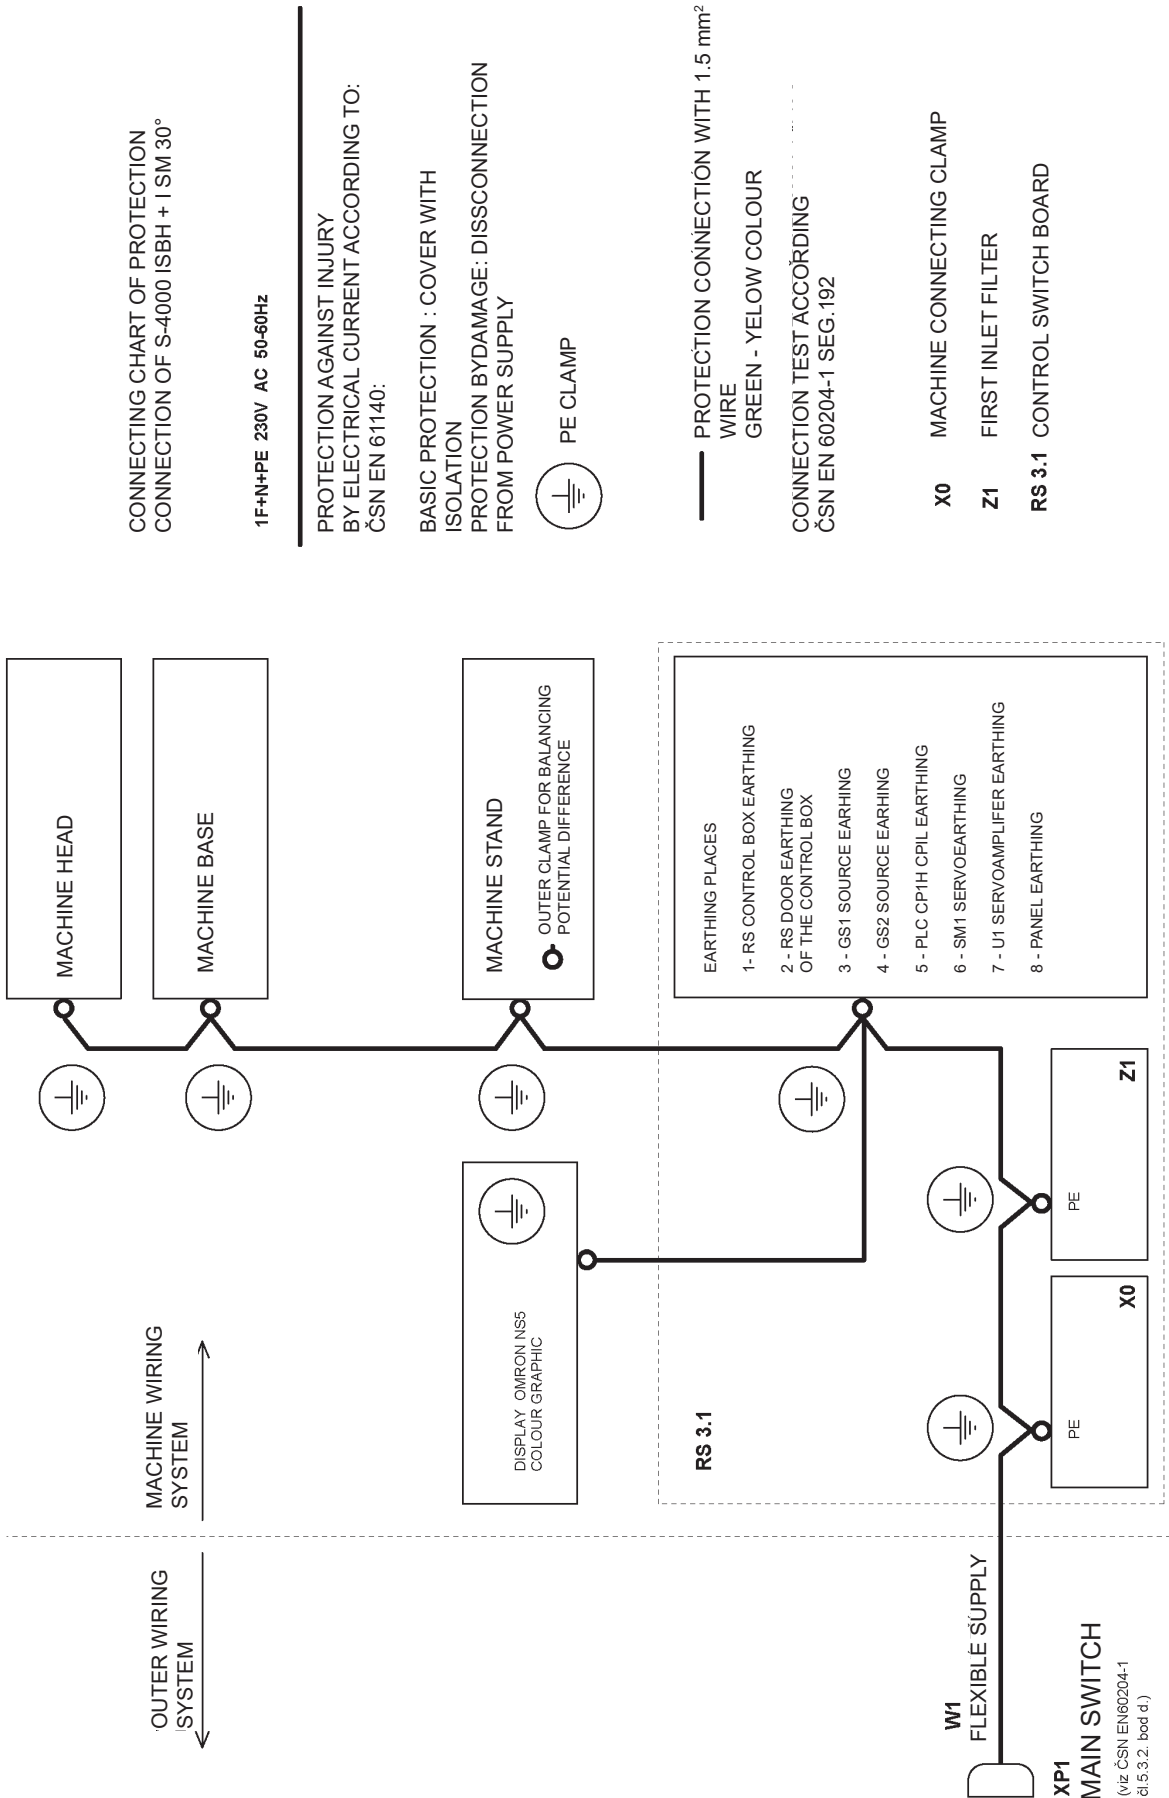 CONNECTING CHART OF PROTECTION
CONNECTION OF S-4000 ISBH + I SM 30°
1F+N+PE 230V AC 50-60Hz
PROTECTION AGAINST INJURY
BY ELECTRICAL CURRENT ACCORDING TO:
ČSN EN 61140:
BASIC PROTECTION : COVER WITH
ISOLATION
PROTECTION BYDAMAGE: DISSCONNECTION
FROM POWER SUPPLY
PE CLAMP
PROTECTION CONNECTION WITH 1.5 mm²
WIRE
GREEN - YELOW COLOUR
CONNECTION TEST ACCORDING
ČSN EN 60204-1 SEG.192
X0 MACHINE CONNECTING CLAMP
Z1 FIRST INLET FILTER
RS 3.1 CONTROL SWITCH BOARD
MACHINE HEAD
MACHINE BASE
MACHINE STAND
OUTER CLAMP FOR BALANCING
POTENTIAL DIFFERENCE
EARTHING PLACES
1- RS CONTROL BOX EARTHING
2 - RS DOOR EARTHING
OF THE CONTROL BOX
3 - GS1 SOURCE EARHING
4 - GS2 SOURCE EARHING
5 - PLC CP1H CPIL EARTHING
6 - SM1 SERVOEARTHING
7 - U1 SERVOAMPLIFER EARTHING
8 - PANEL EARTHING
DISPLAY OMRON NS5
COLOUR GRAPHIC
RS 3.1
PE
Z1
PE
X0
MACHINE WIRING
SYSTEM
OUTER WIRING
SYSTEM
W1
FLEXIBLE SUPPLY
XP1
MAIN SWITCH
(viz ČSN EN60204-1
čl.5.3.2. bod d.)